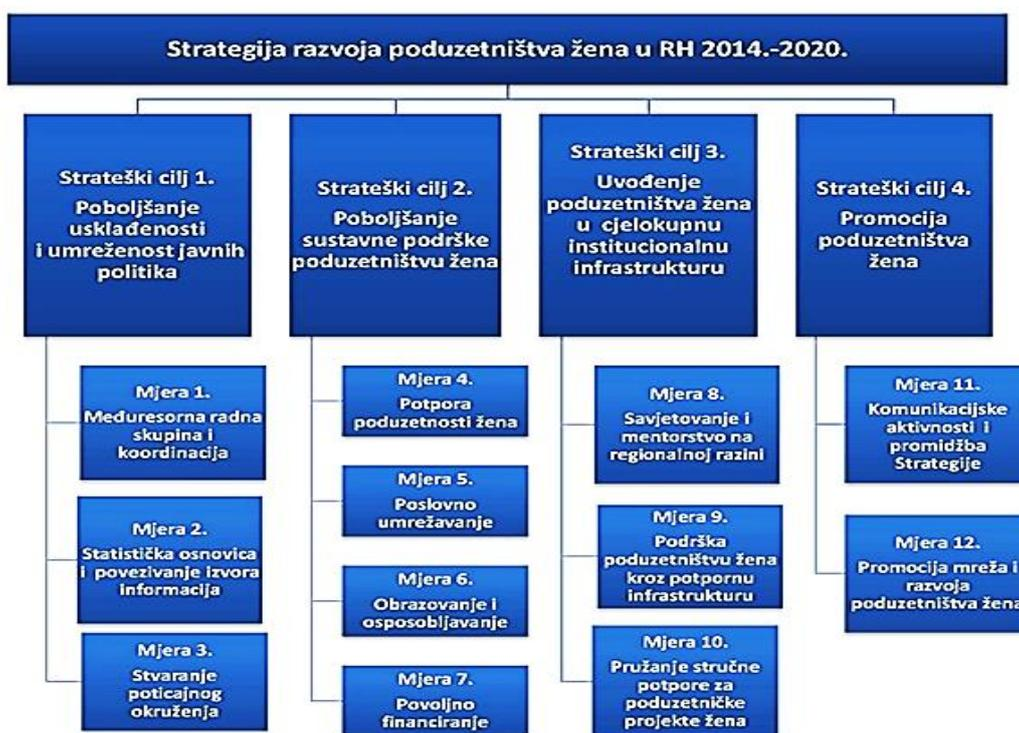 Strategija razvoja poduzetništva žena u RH 2014.-2020.
Strateški cilj 1.
Poboljšanje
usklađenosti
i umreženost javnih
politika
Mjera 1.
Međuresorna radna
skupina i
koordinacija
Mjera 2.
Statistička osnovica
i povezivanje izvora
informacija
Mjera 3.
Stvaranje
poticajnog
okruženja
Strateški cilj 2.
Poboljšanje
sustavne podrške
poduzetništvu žena
Mjera 4.
Potpora
poduzetnosti žena
Mjera 5.
Poslovno
umrežavanje
Mjera 6.
Obrazovanje i
osposobljavanje
Mjera 7.
Povoljno
financiranje
Strateški cilj 3.
Uvođenje
poduzetništva žena
u cjelokupnu
institucionalnu
infrastrukturu
Mjera 8.
Savjetovanje i
mentorstvo na
regionalnoj razini
Mjera 9.
Podrška
poduzetništvu žena
kroz potpornu
infrastrukturu
Mjera 10.
Pružanje stručne
potpore za
poduzetničke
projekte žena
Strateški cilj 4.
Promocija
poduzetništva
žena
Mjera 11.
Komunikacijske
aktivnosti i
promidžba
Strategije
Mjera 12.
Promocija mreža i
razvoja
poduzetništva žena